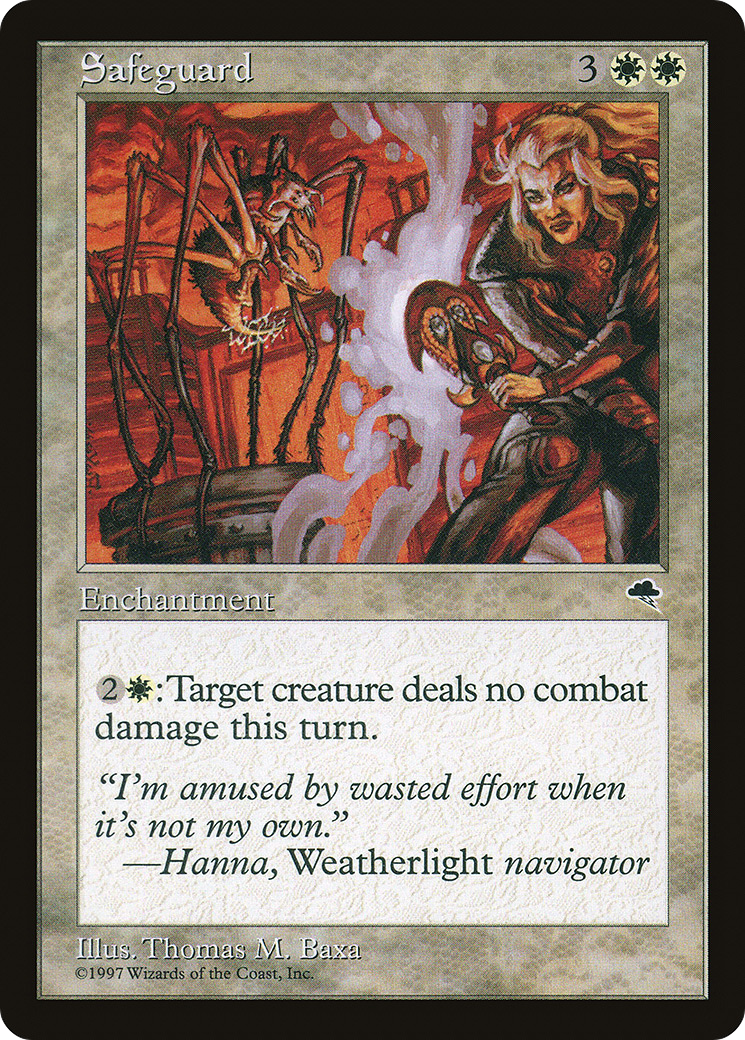 Safeguard 3
Enchantment
2 : Target creature deals no combat
damage this turn.
“I'm amused by wasted effort when
it's not my own.”
—Hanna, Weatherlight navigator
Illus. Thomas M. Baxa
©1997 Wizards of the Coast, Inc.